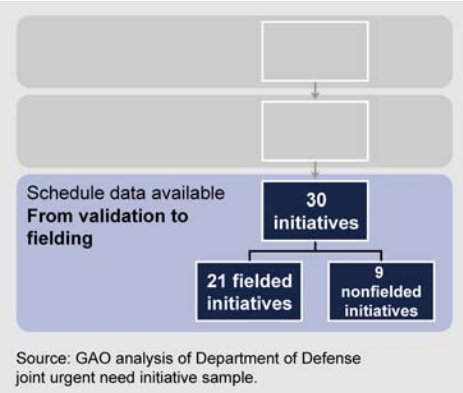 Schedule data available
From validation to
fielding
30
initiatives
21 fielded
initiatives
9
nonfielded
initiatives
Source: GAO analysis of Department of Defense
joint urgent need initiative sample.